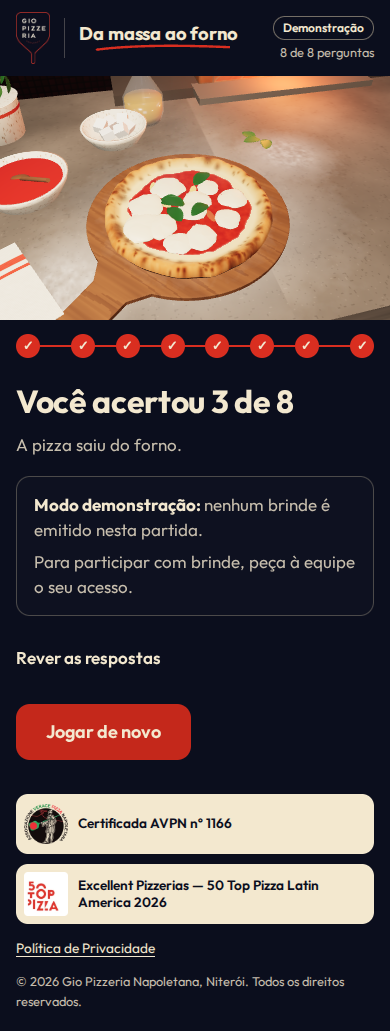 GIO
PIZZE
RIA
Da massa ao forno
Demonstração
8 de 8 perguntas
Você acertou 3 de 8
A pizza saiu do forno.
Modo demonstração: nenhum brinde é
emitido nesta partida.
Para participar com brinde, peça à equipe
o seu acesso.
Rever as respostas
Jogar de novo
Certificada AVPN nº 1166
50
TOP
PIZZA
Excellent Pizzerias — 50 Top Pizza Latin
America 2026
Política de Privacidade
© 2026 Gio Pizzeria Napoletana, Niterói. Todos os direitos
reservados.